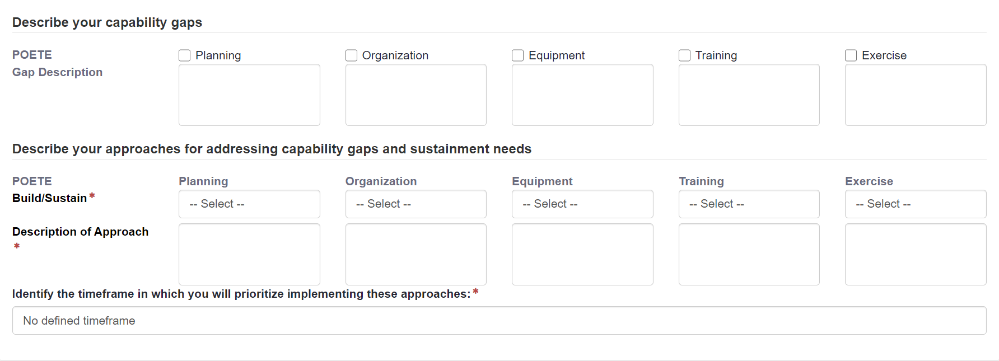 Describe your capability gaps
POETE
Planning
Organization
Equipment
Training
Exercise
Gap Description
Describe your approaches for addressing capability gaps and sustainment needs
POETE
Planning
Organization
Equipment
Training
Exercise
Build/Sustain*
-- Select --
-- Select --
-- Select --
-- Select --
-- Select --
Description of Approach
*
Identify the timeframe in which you will prioritize implementing these approaches:*
No defined timeframe